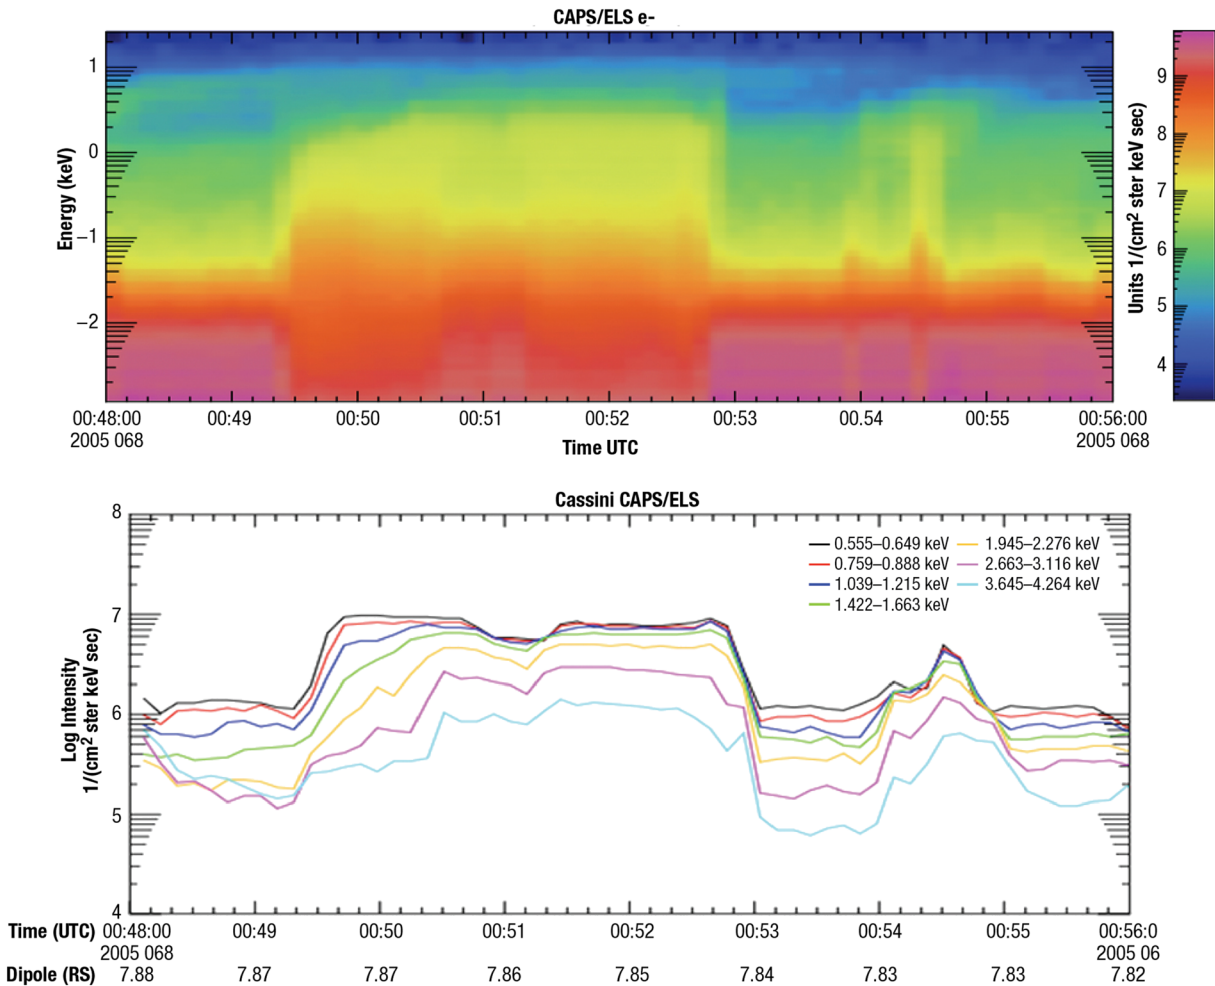 CAPS/ELS e-
1
0
−1
−2
Energy (keV)
00:48:00 00:49 00:50 00:51 00:52 00:53 00.54 00:55 00:56:00
2005 068 2005 068
Time UTC
9
8
7
6
5
4
Units 1/(cm2 ster keV sec)
Cassini CAPS/ELS
8
7
6
5
4
Log Intensity
1/(cm2 ster keV sec)
0.555–0.649 keV 1.945–2.276 keV
0.759–0.888 keV 2.663–3.116 keV
1.039–1.215 keV 3.645–4.264 keV
1.422–1.663 keV
Time (UTC) 00:48:00 00:49 00:50 00:51 00:52 00:53 00:54 00:55 00:56:0
2005 068 2005 06
Dipole (RS) 7.88 7.87 7.87 7.86 7.85 7.84 7.83 7.83 7.82